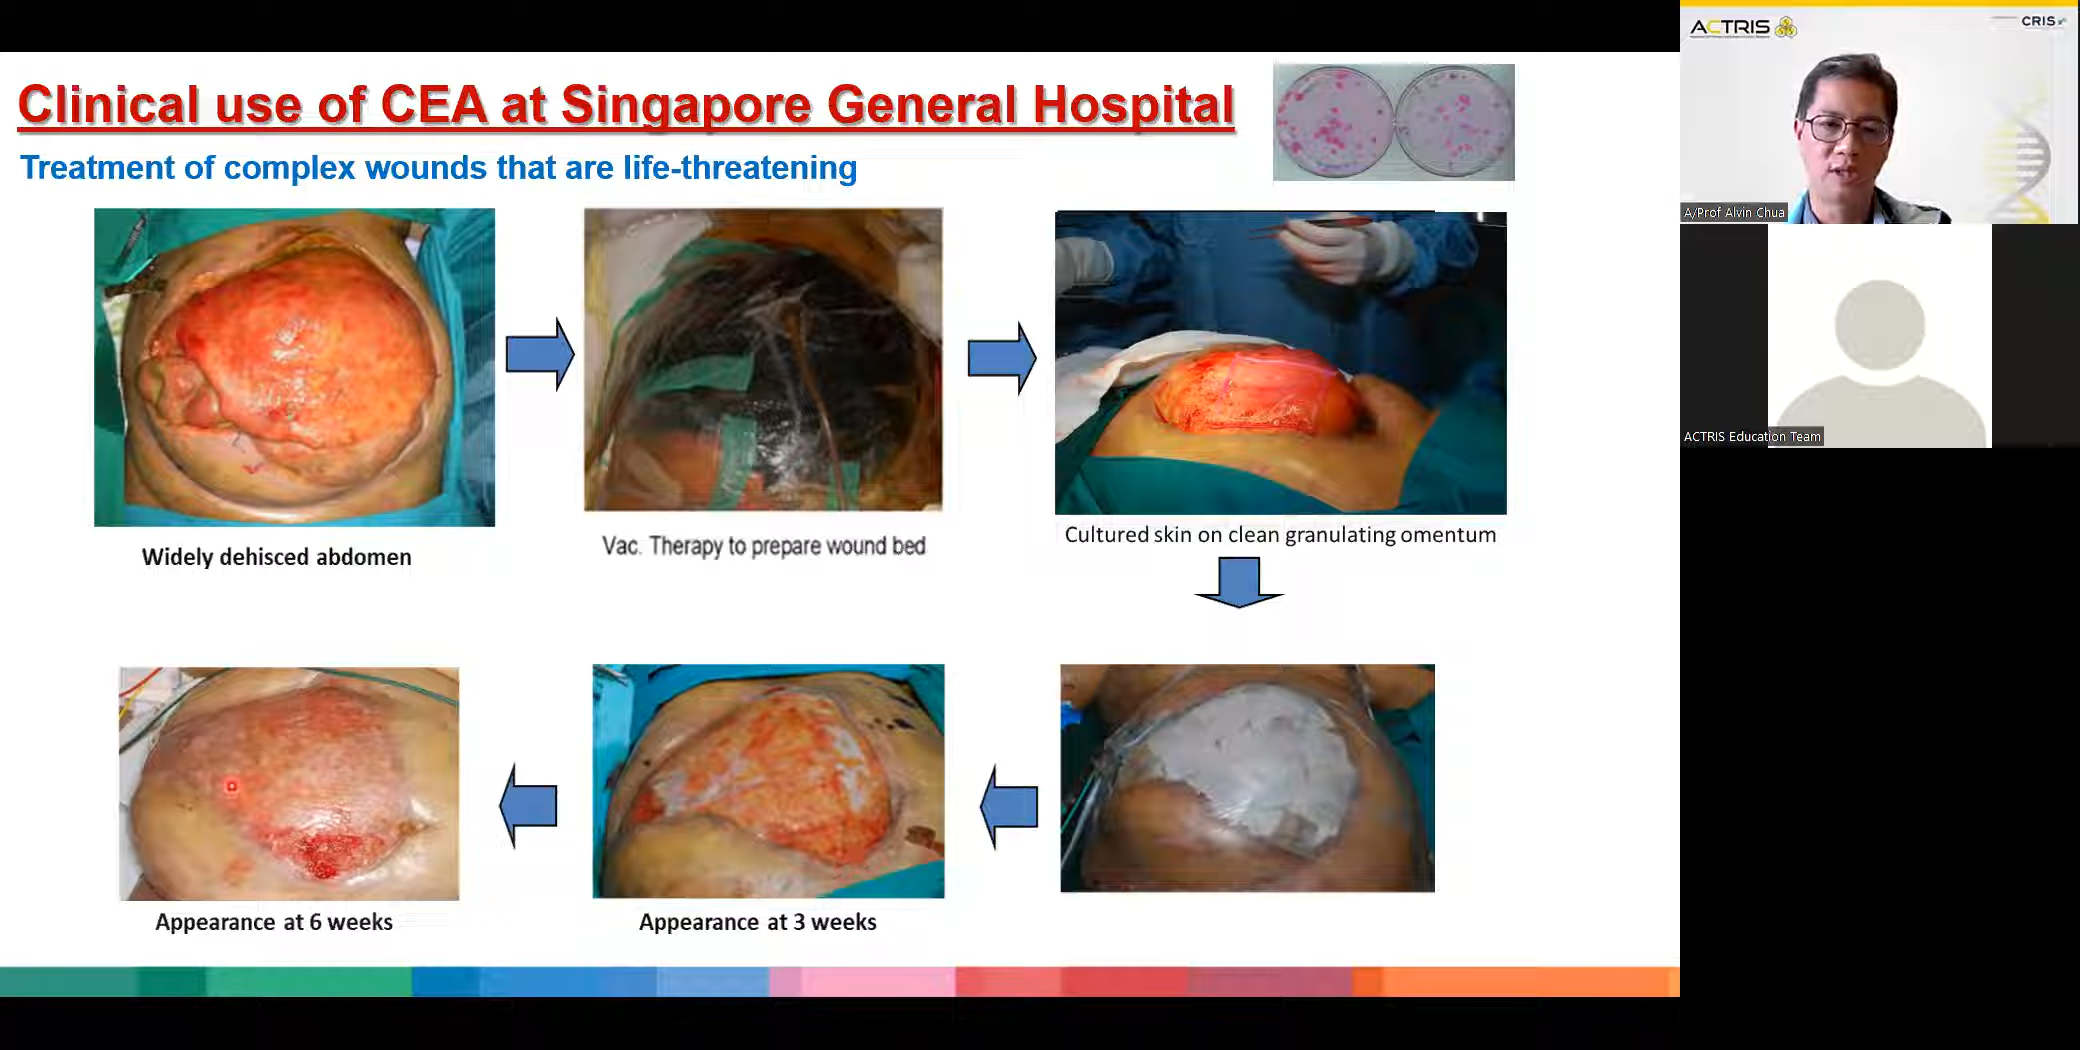 Clinical use of CEA at Singapore General Hospital
Treatment of complex wounds that are life-threatening
Widely dehisced abdomen
Vac. Therapy to prepare wound bed
Cultured skin on clean granulating omentum
Appearance at 6 weeks
Appearance at 3 weeks
ACTRIS
CRIS
A/Prof Alvin Chua
ACTRIS Education Team